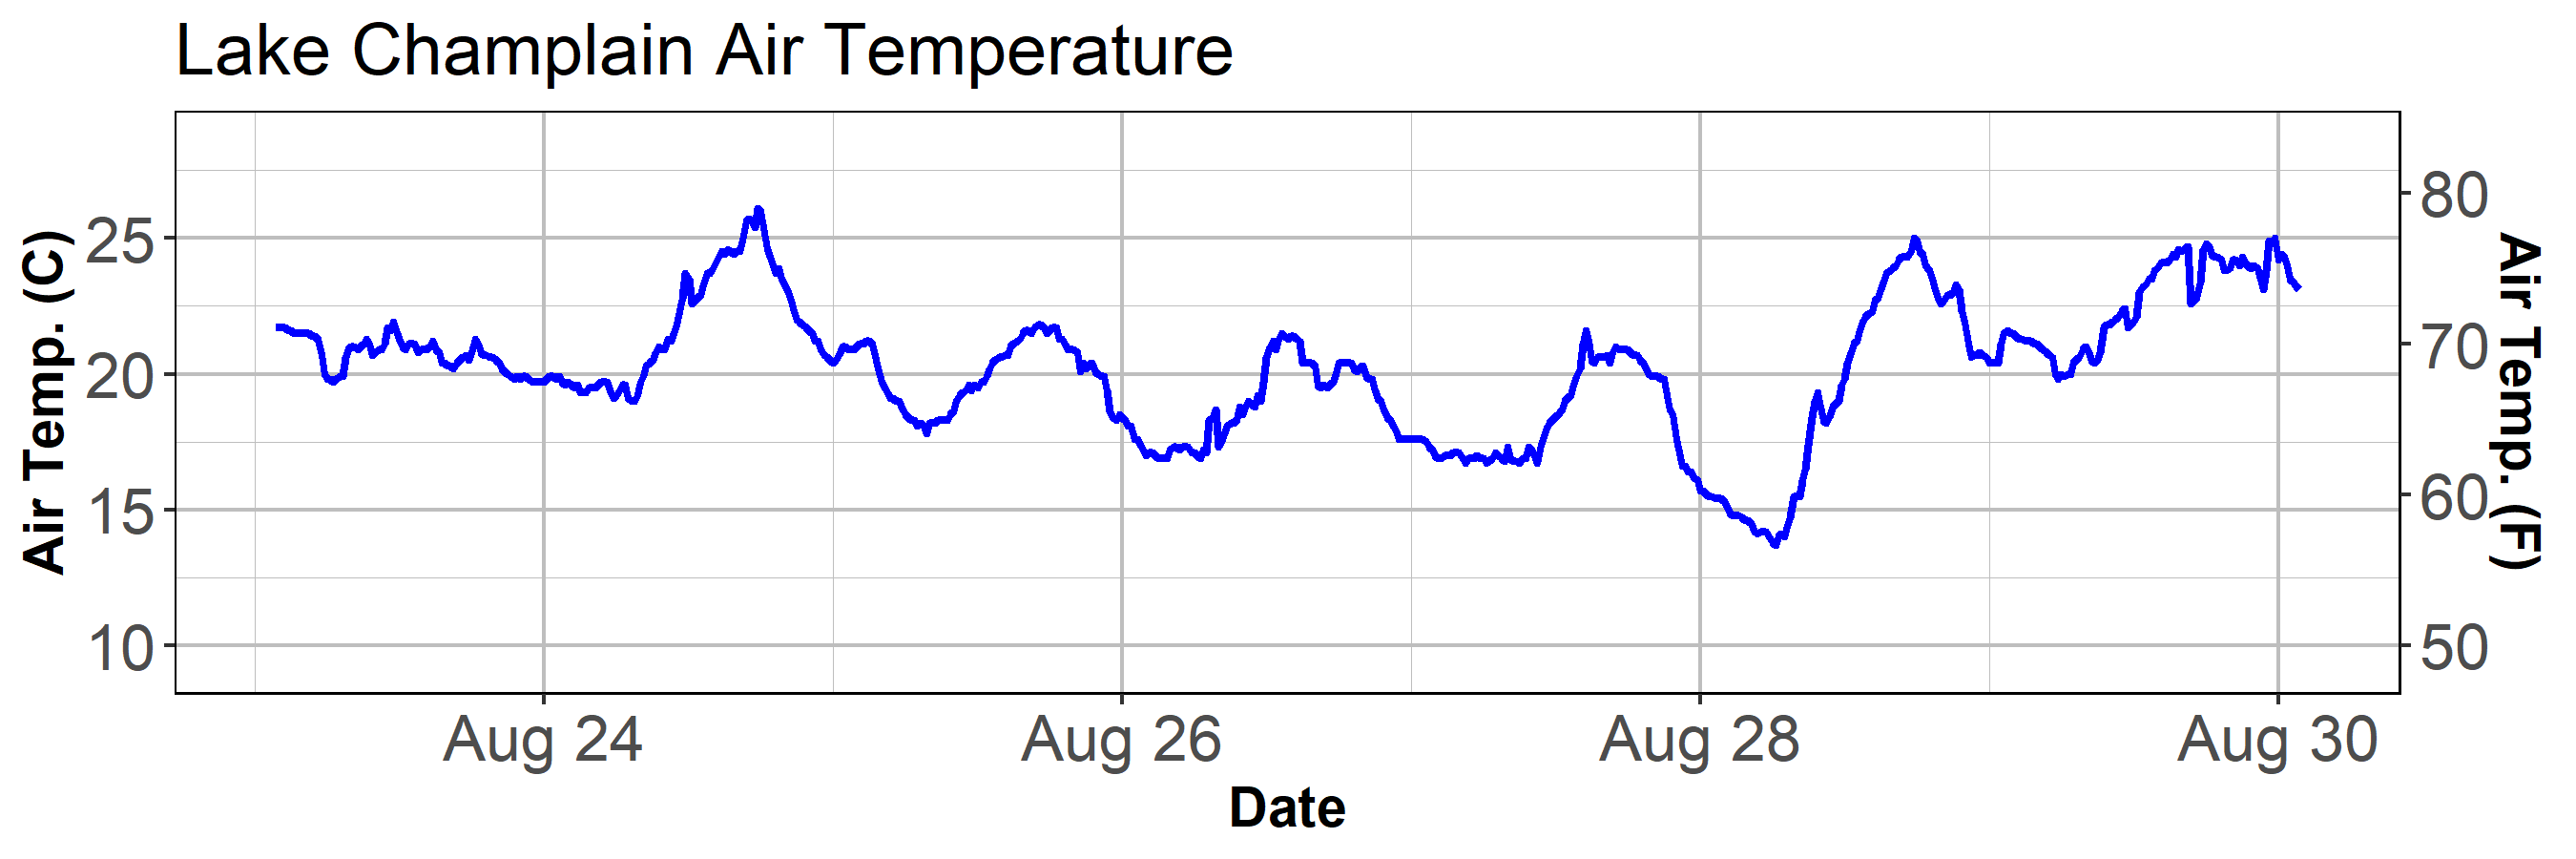 Lake Champlain Air Temperature
Air Temp. (C)
25
20
15
10
80
70
60
50
Air Temp. (F)
Aug 24
Aug 26
Aug 28
Aug 30
Date